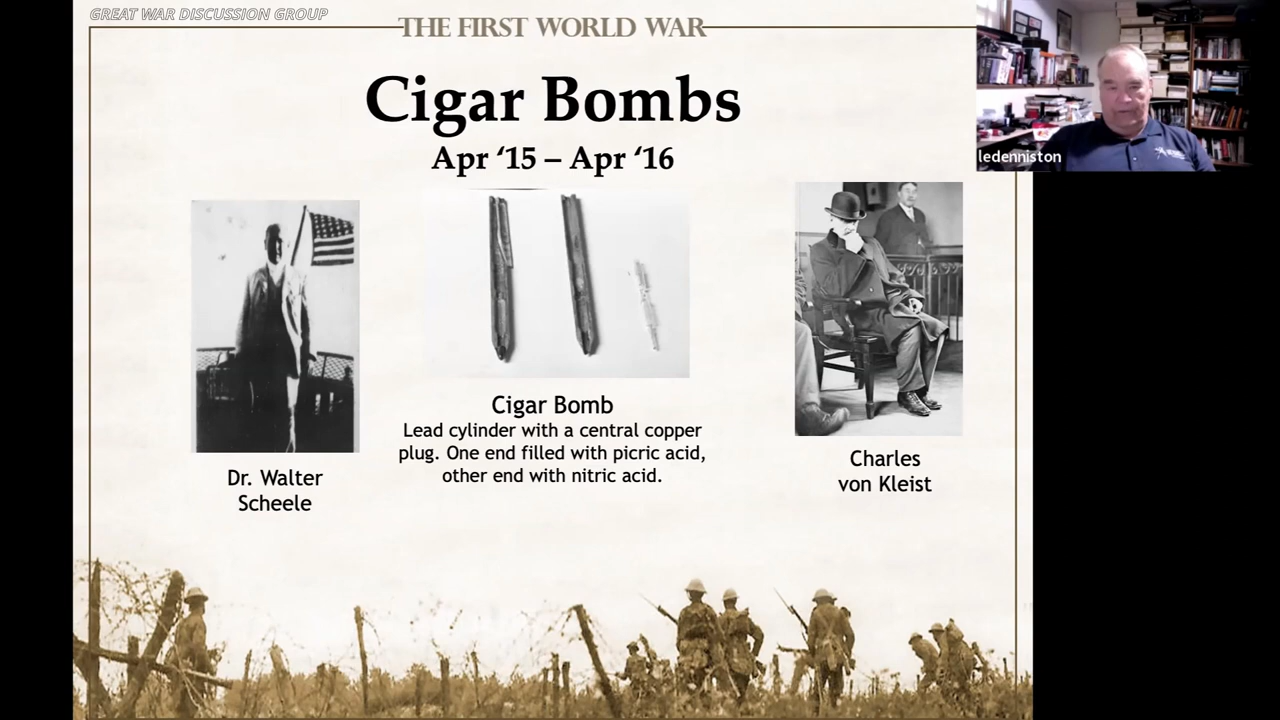 GREAT WAR DISCUSSION GROUP
THE FIRST WORLD WAR
Cigar Bombs
Apr ‘15 – Apr ‘16
ledenniston
Cigar Bomb
Lead cylinder with a central copper
plug. One end filled with picric acid,
other end with nitric acid.
Dr. Walter
Scheele
Charles
von Kleist